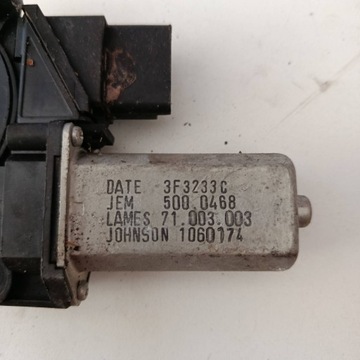 DATE 3F3233C
JEM 500.0468
LAMES 71.003.003
JOHNSON 1060174